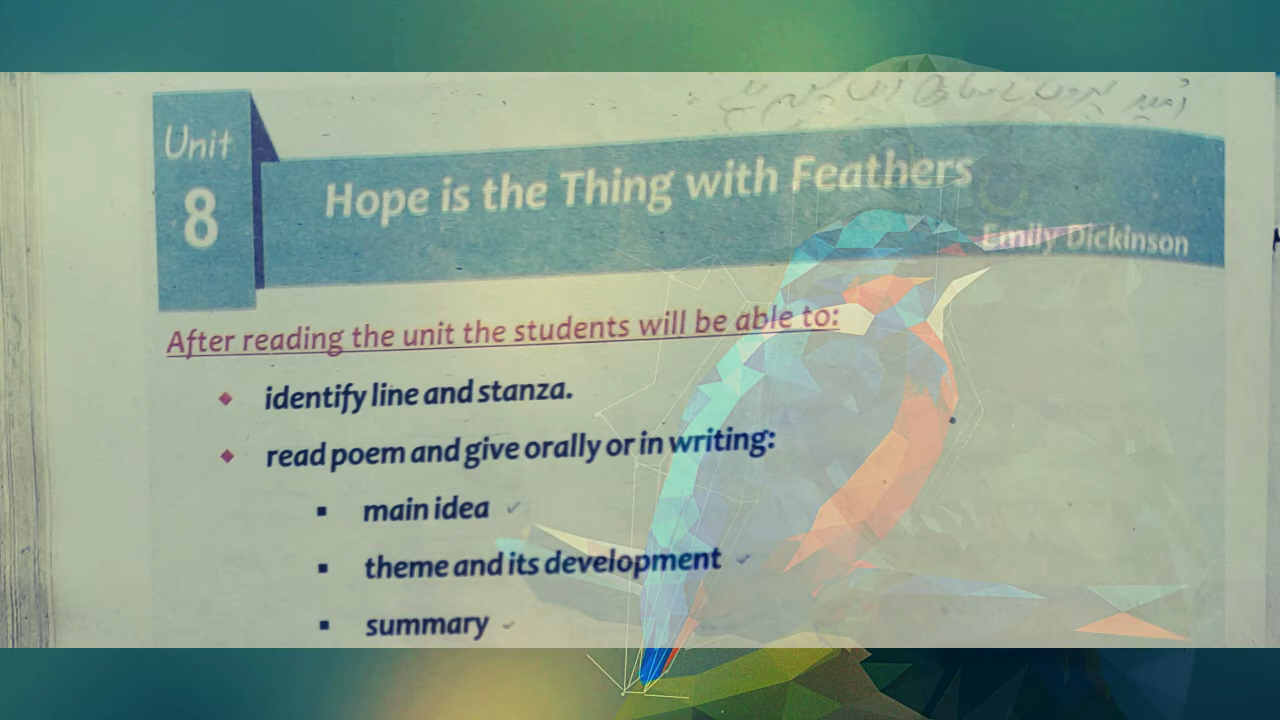 Unit
8
Hope is the Thing with Feathers
Emily Dickinson
After reading the unit the students will be able to:
identify line and stanza.
read poem and give orally or in writing:
main idea
theme and its development
summary